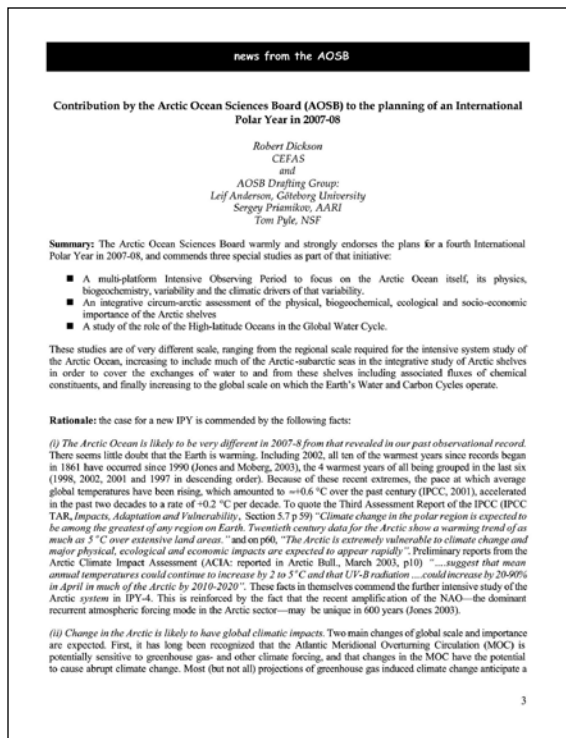 news from the AOSB
Contribution by the Arctic Ocean Sciences Board (AOSB) to the planning of an International
Polar Year in 2007-08
Robert Dickson
CEFAS
and
AOSB Drafting Group:
Leif Anderson, Göteborg University
Sergey Priamikov, AARI
Tom Pyle, NSF
Summary: The Arctic Ocean Sciences Board warmly and strongly endorses the plans for a fourth International
Polar Year in 2007-08, and commends three special studies as part of that initiative:
■ A multi-platform Intensive Observing Period to focus on the Arctic Ocean itself, its physics,
biogeochemistry, variability and the climatic drivers of that variability.
■ An integrative circum-arctic assessment of the physical, biogeochemical, ecological and socio-economic
importance of the Arctic shelves
■ A study of the role of the High-latitude Oceans in the Global Water Cycle.
These studies are of very different scale, ranging from the regional scale required for the intensive system study of
the Arctic Ocean, increasing to include much of the Arctic-subarctic seas in the integrative study of Arctic shelves
in order to cover the exchanges of water to and from these shelves including associated fluxes of chemical
constituents, and finally increasing to the global scale on which the Earth's Water and Carbon Cycles operate.
Rationale: the case for a new IPY is commended by the following facts:
(i) The Arctic Ocean is likely to be very different in 2007-8 from that revealed in our past observational record.
There seems little doubt that the Earth is warming. Including 2002, all ten of the warmest years since records began
in 1861 have occurred since 1990 (Jones and Moberg, 2003), the 4 warmest years of all being grouped in the last six
(1998, 2002, 2001 and 1997 in descending order). Because of these recent extremes, the pace at which average
global temperatures have been rising, which amounted to ≈+0.6 °C over the past century (IPCC, 2001), accelerated
in the past two decades to a rate of +0.2 °C per decade. To quote the Third Assessment Report of the IPCC (IPCC
TAR, Impacts, Adaptation and Vulnerability, Section 5.7 p 59) "Climate change in the polar region is expected to
be among the greatest of any region on Earth. Twentieth century data for the Arctic show a warming trend of as
much as 5 °C over extensive land areas." and on p60, "The Arctic is extremely vulnerable to climate change and
major physical, ecological and economic impacts are expected to appear rapidly". Preliminary reports from the
Arctic Climate Impact Assessment (ACIA: reported in Arctic Bull., March 2003, p10) "....suggest that mean
annual temperatures could continue to increase by 2 to 5°C and that UV-B radiation ....could increase by 20-90%
in April in much of the Arctic by 2010-2020". These facts in themselves commend the further intensive study of the
Arctic system in IPY-4. This is reinforced by the fact that the recent amplification of the NAO—the dominant
recurrent atmospheric forcing mode in the Arctic sector—may be unique in 600 years (Jones 2003).
(ii) Change in the Arctic is likely to have global climatic impacts. Two main changes of global scale and importance
are expected. First, it has long been recognized that the Atlantic Meridional Overturning Circulation (MOC) is
potentially sensitive to greenhouse gas- and other climate forcing, and that changes in the MOC have the potential
to cause abrupt climate change. Most (but not all) projections of greenhouse gas induced climate change anticipate a
3